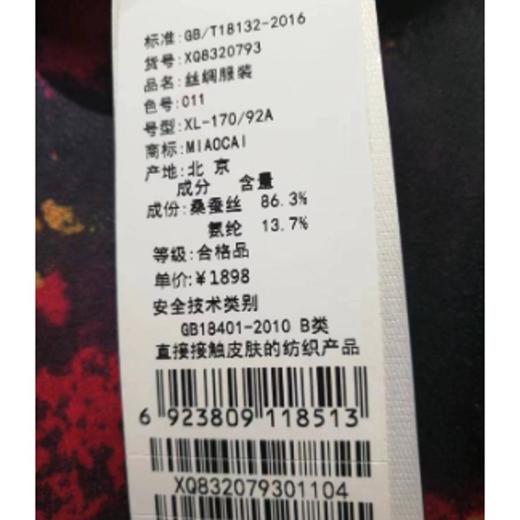 标准:GB/T18132-2016
货号:XQ8320793
品名:丝绸服装
色号:011
号型:XL-170/92A
商标:MIAOCAI
产地:北 京
成分 含量
成份:桑蚕丝 86.3%
氨纶 13.7%
等级:合格品
单价:￥1898
安全技术类别
GB18401-2010 B类
直接接触皮肤的纺织产品
6 923809 118513
XQ832079301104